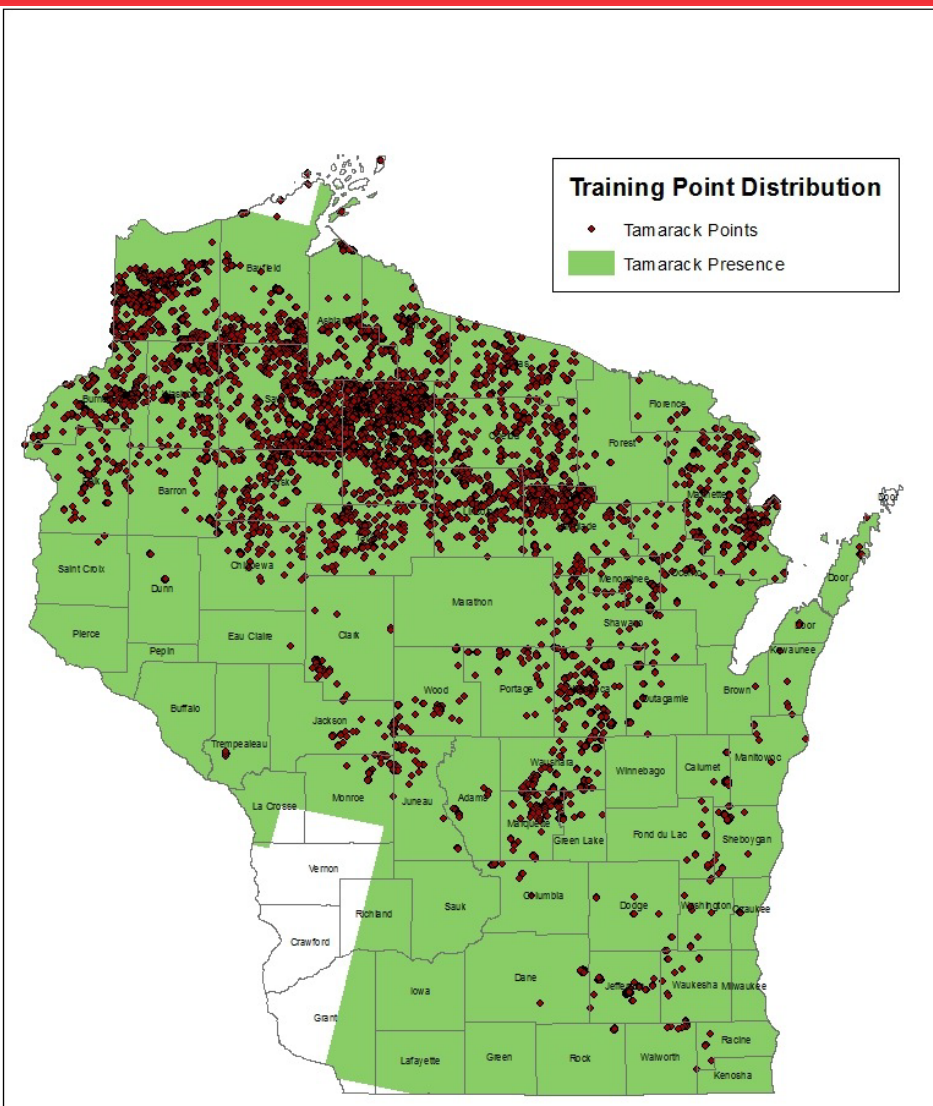 Training Point Distribution
Tamarack Points
Tamarack Presence
Bayfield
Florence
Forest
Barron
Door
Saint Croix
Dunn
Chippewa
Menominee
Door
Marathon
Shawano
Pierce
Eau Claire
Clark
Door
Pepin
Kewaunee
Wood
Portage
Outagamie
Brown
Buffalo
Jackson
Trempealeau
Waushara
Winnebago
Calumet
Manitowoc
La Crosse
Monroe
Juneau
Adams
Marquette
Green Lake
Fond du Lac
Sheboygan
Vernon
Columbia
Richland
Sauk
Dodge
Washington
Ozaukee
Crawford
Dane
Waukesha
Milwaukee
Iowa
Grant
Racine
Lafayette
Green
Rock
Walworth
Kenosha